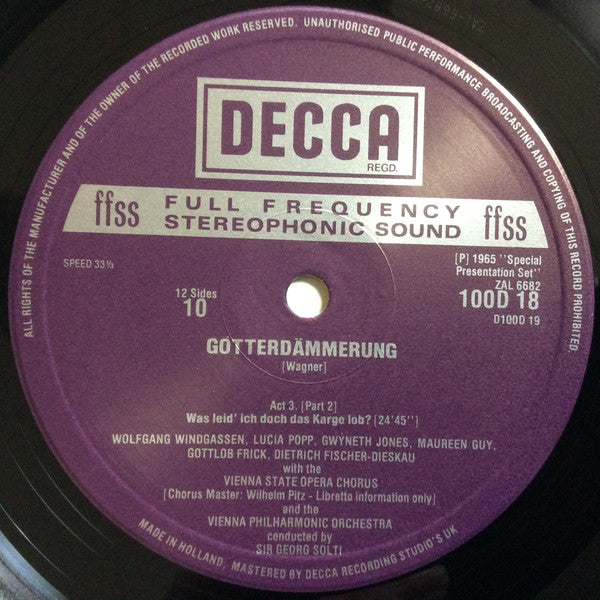 ALL RIGHTS OF THE MANUFACTURER AND OF THE OWNER OF THE RECORDED WORK RESERVED. UNAUTHORISED PUBLIC PERFORMANCE BROADCASTING AND COPYING OF THIS RECORD PROHIBITED
DECCA
REGD.
ffss FULL FREQUENCY STEREOPHONIC SOUND ffss
SPEED 33⅓
[P] 1965 "Special
Presentation Set"
ZAL 6682
12 Sides
10
100D 18
D100D 19
GÖTTERDÄMMERUNG
[Wagner]
Act 3. [Part 2]
Was leid' ich doch das Karge lob? [24'45'']
WOLFGANG WINDGASSEN, LUCIA POPP, GWYNETH JONES, MAUREEN GUY,
GOTTLOB FRICK, DIETRICH FISCHER-DIESKAU
with the
VIENNA STATE OPERA CHORUS
[Chorus Master: Wilhelm Pitz - Libretto information only]
and the
VIENNA PHILHARMONIC ORCHESTRA
conducted by
SIR GEORG SOLTI
MADE IN HOLLAND, MASTERED BY DECCA RECORDING STUDIO'S UK